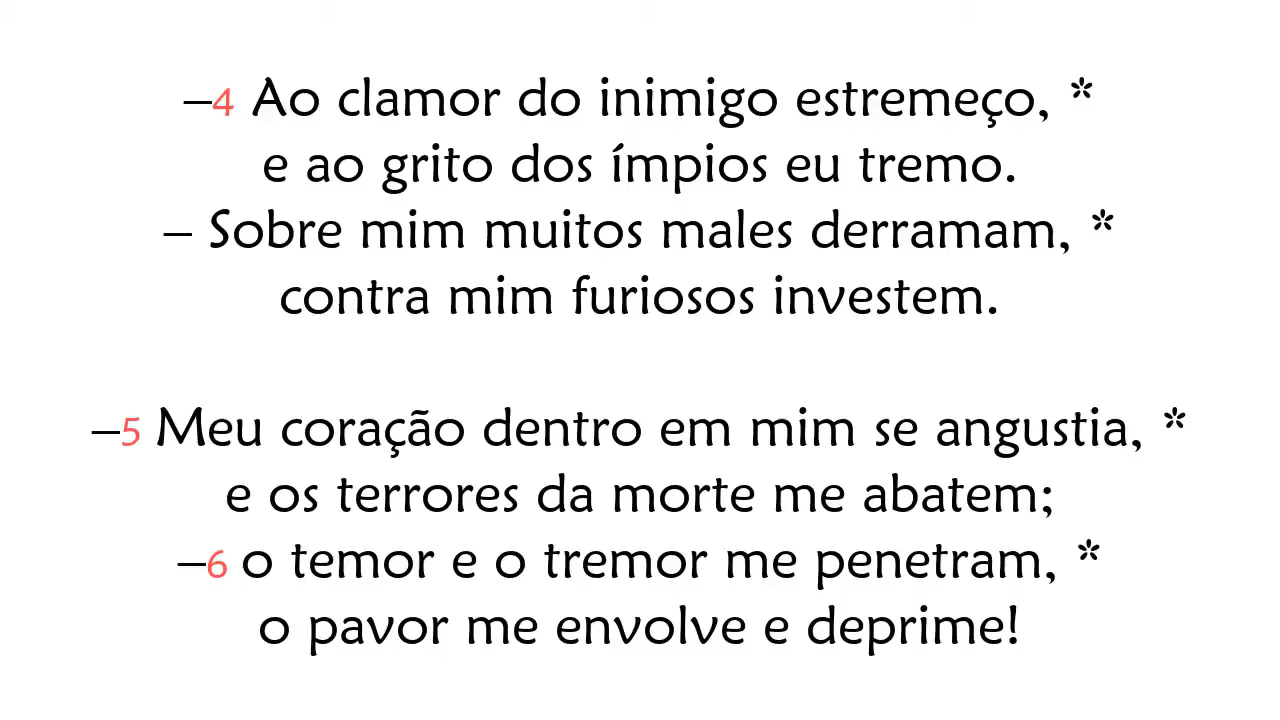 –4 Ao clamor do inimigo estremeço, *
e ao grito dos ímpios eu tremo.
– Sobre mim muitos males derramam, *
contra mim furiosos investem.
–5 Meu coração dentro em mim se angustia, *
e os terrores da morte me abatem;
–6 o temor e o tremor me penetram, *
o pavor me envolve e deprime!